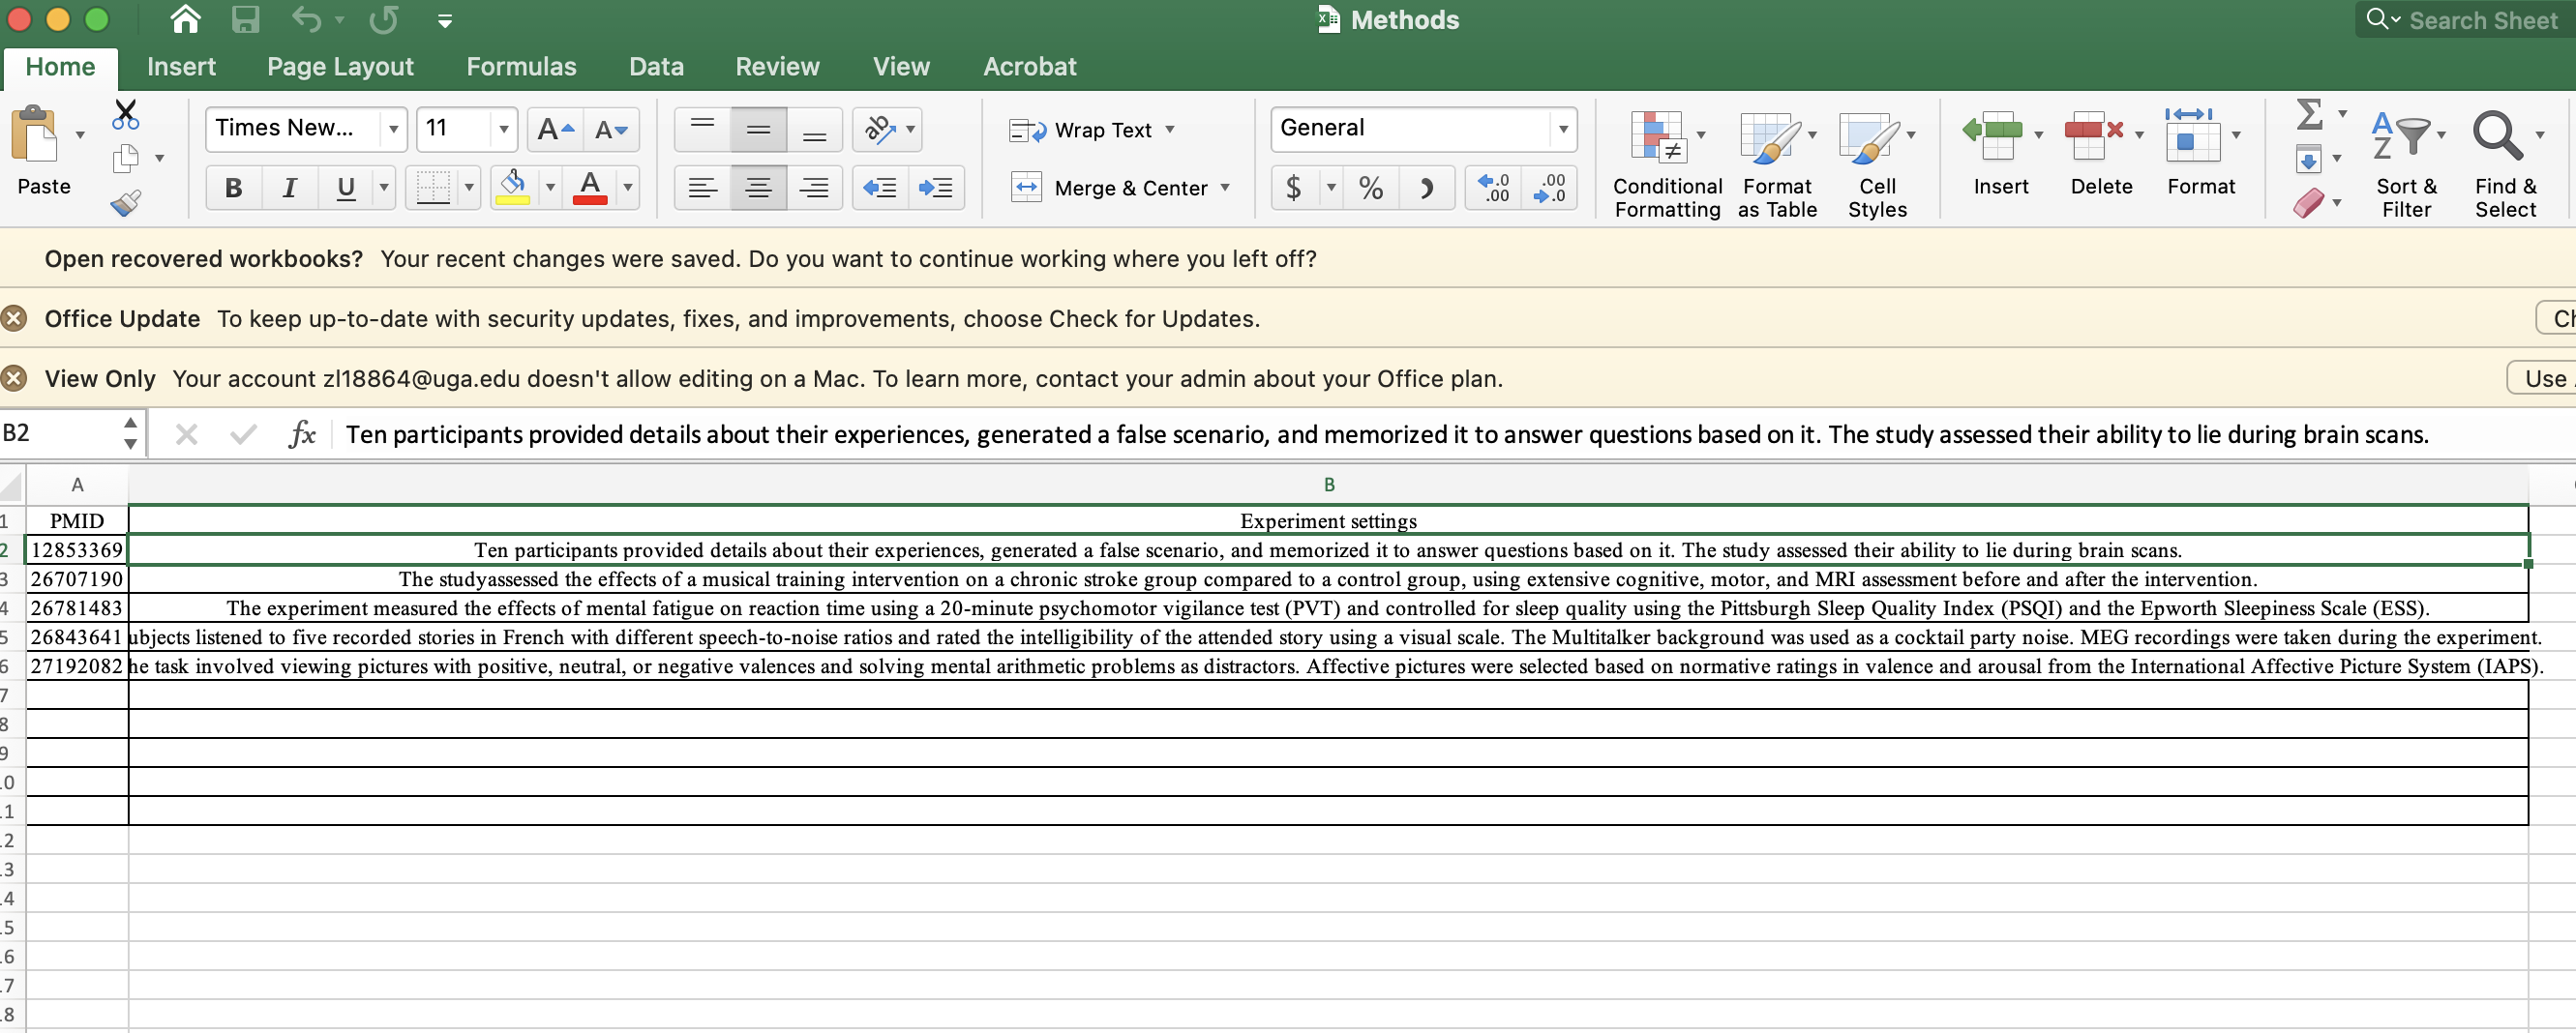 Methods
Search Sheet
Home Insert Page Layout Formulas Data Review View Acrobat
Times New... 11 A A ab Wrap Text General
Paste B I U A Merge & Center $ % .0 .00 .00 .0 Conditional Formatting Format as Table Cell Styles Insert Delete Format Σ A Z Sort & Filter Find & Select
Open recovered workbooks? Your recent changes were saved. Do you want to continue working where you left off?
Office Update To keep up-to-date with security updates, fixes, and improvements, choose Check for Updates.
View Only Your account zl18864@uga.edu doesn't allow editing on a Mac. To learn more, contact your admin about your Office plan. Use
B2 fx Ten participants provided details about their experiences, generated a false scenario, and memorized it to answer questions based on it. The study assessed their ability to lie during brain scans.
A B
1 PMID Experiment settings
2 12853369 Ten participants provided details about their experiences, generated a false scenario, and memorized it to answer questions based on it. The study assessed their ability to lie during brain scans.
3 26707190 The studyassessed the effects of a musical training intervention on a chronic stroke group compared to a control group, using extensive cognitive, motor, and MRI assessment before and after the intervention.
4 26781483 The experiment measured the effects of mental fatigue on reaction time using a 20-minute psychomotor vigilance test (PVT) and controlled for sleep quality using the Pittsburgh Sleep Quality Index (PSQI) and the Epworth Sleepiness Scale (ESS).
5 26843641 ubjects listened to five recorded stories in French with different speech-to-noise ratios and rated the intelligibility of the attended story using a visual scale. The Multitalker background was used as a cocktail party noise. MEG recordings were taken during the experiment.
6 27192082 he task involved viewing pictures with positive, neutral, or negative valences and solving mental arithmetic problems as distractors. Affective pictures were selected based on normative ratings in valence and arousal from the International Affective Picture System (IAPS).
7
8
9
0
1
2
3
4
5
6
7
8